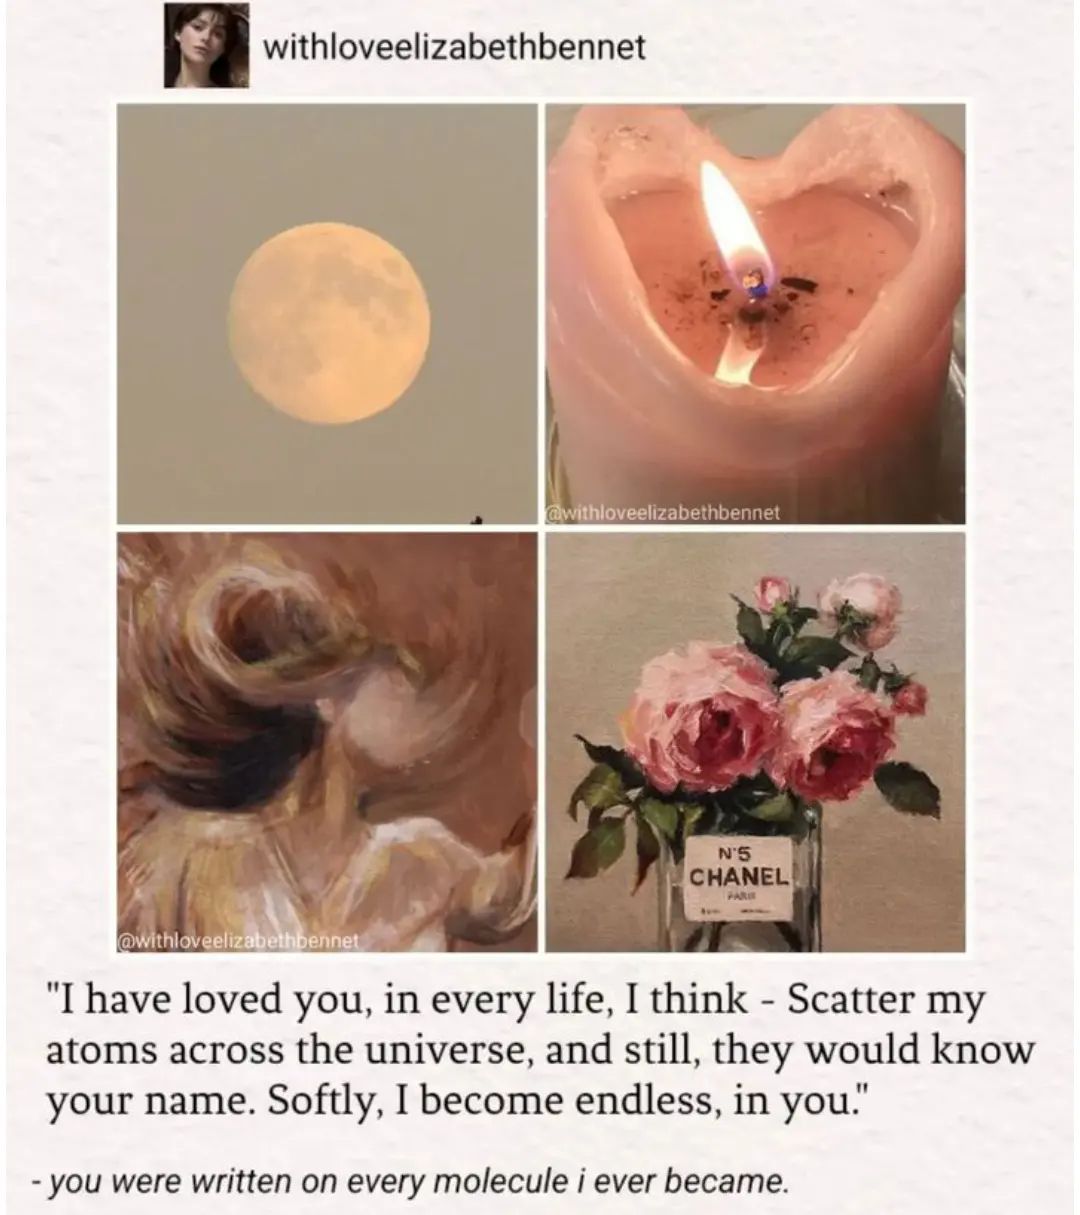 withloveelizabethbennet
@withloveelizabethbennet
@withloveelizabethbennet
N°5
CHANEL
PARIS
"I have loved you, in every life, I think - Scatter my
atoms across the universe, and still, they would know
your name. Softly, I become endless, in you."
- you were written on every molecule i ever became.